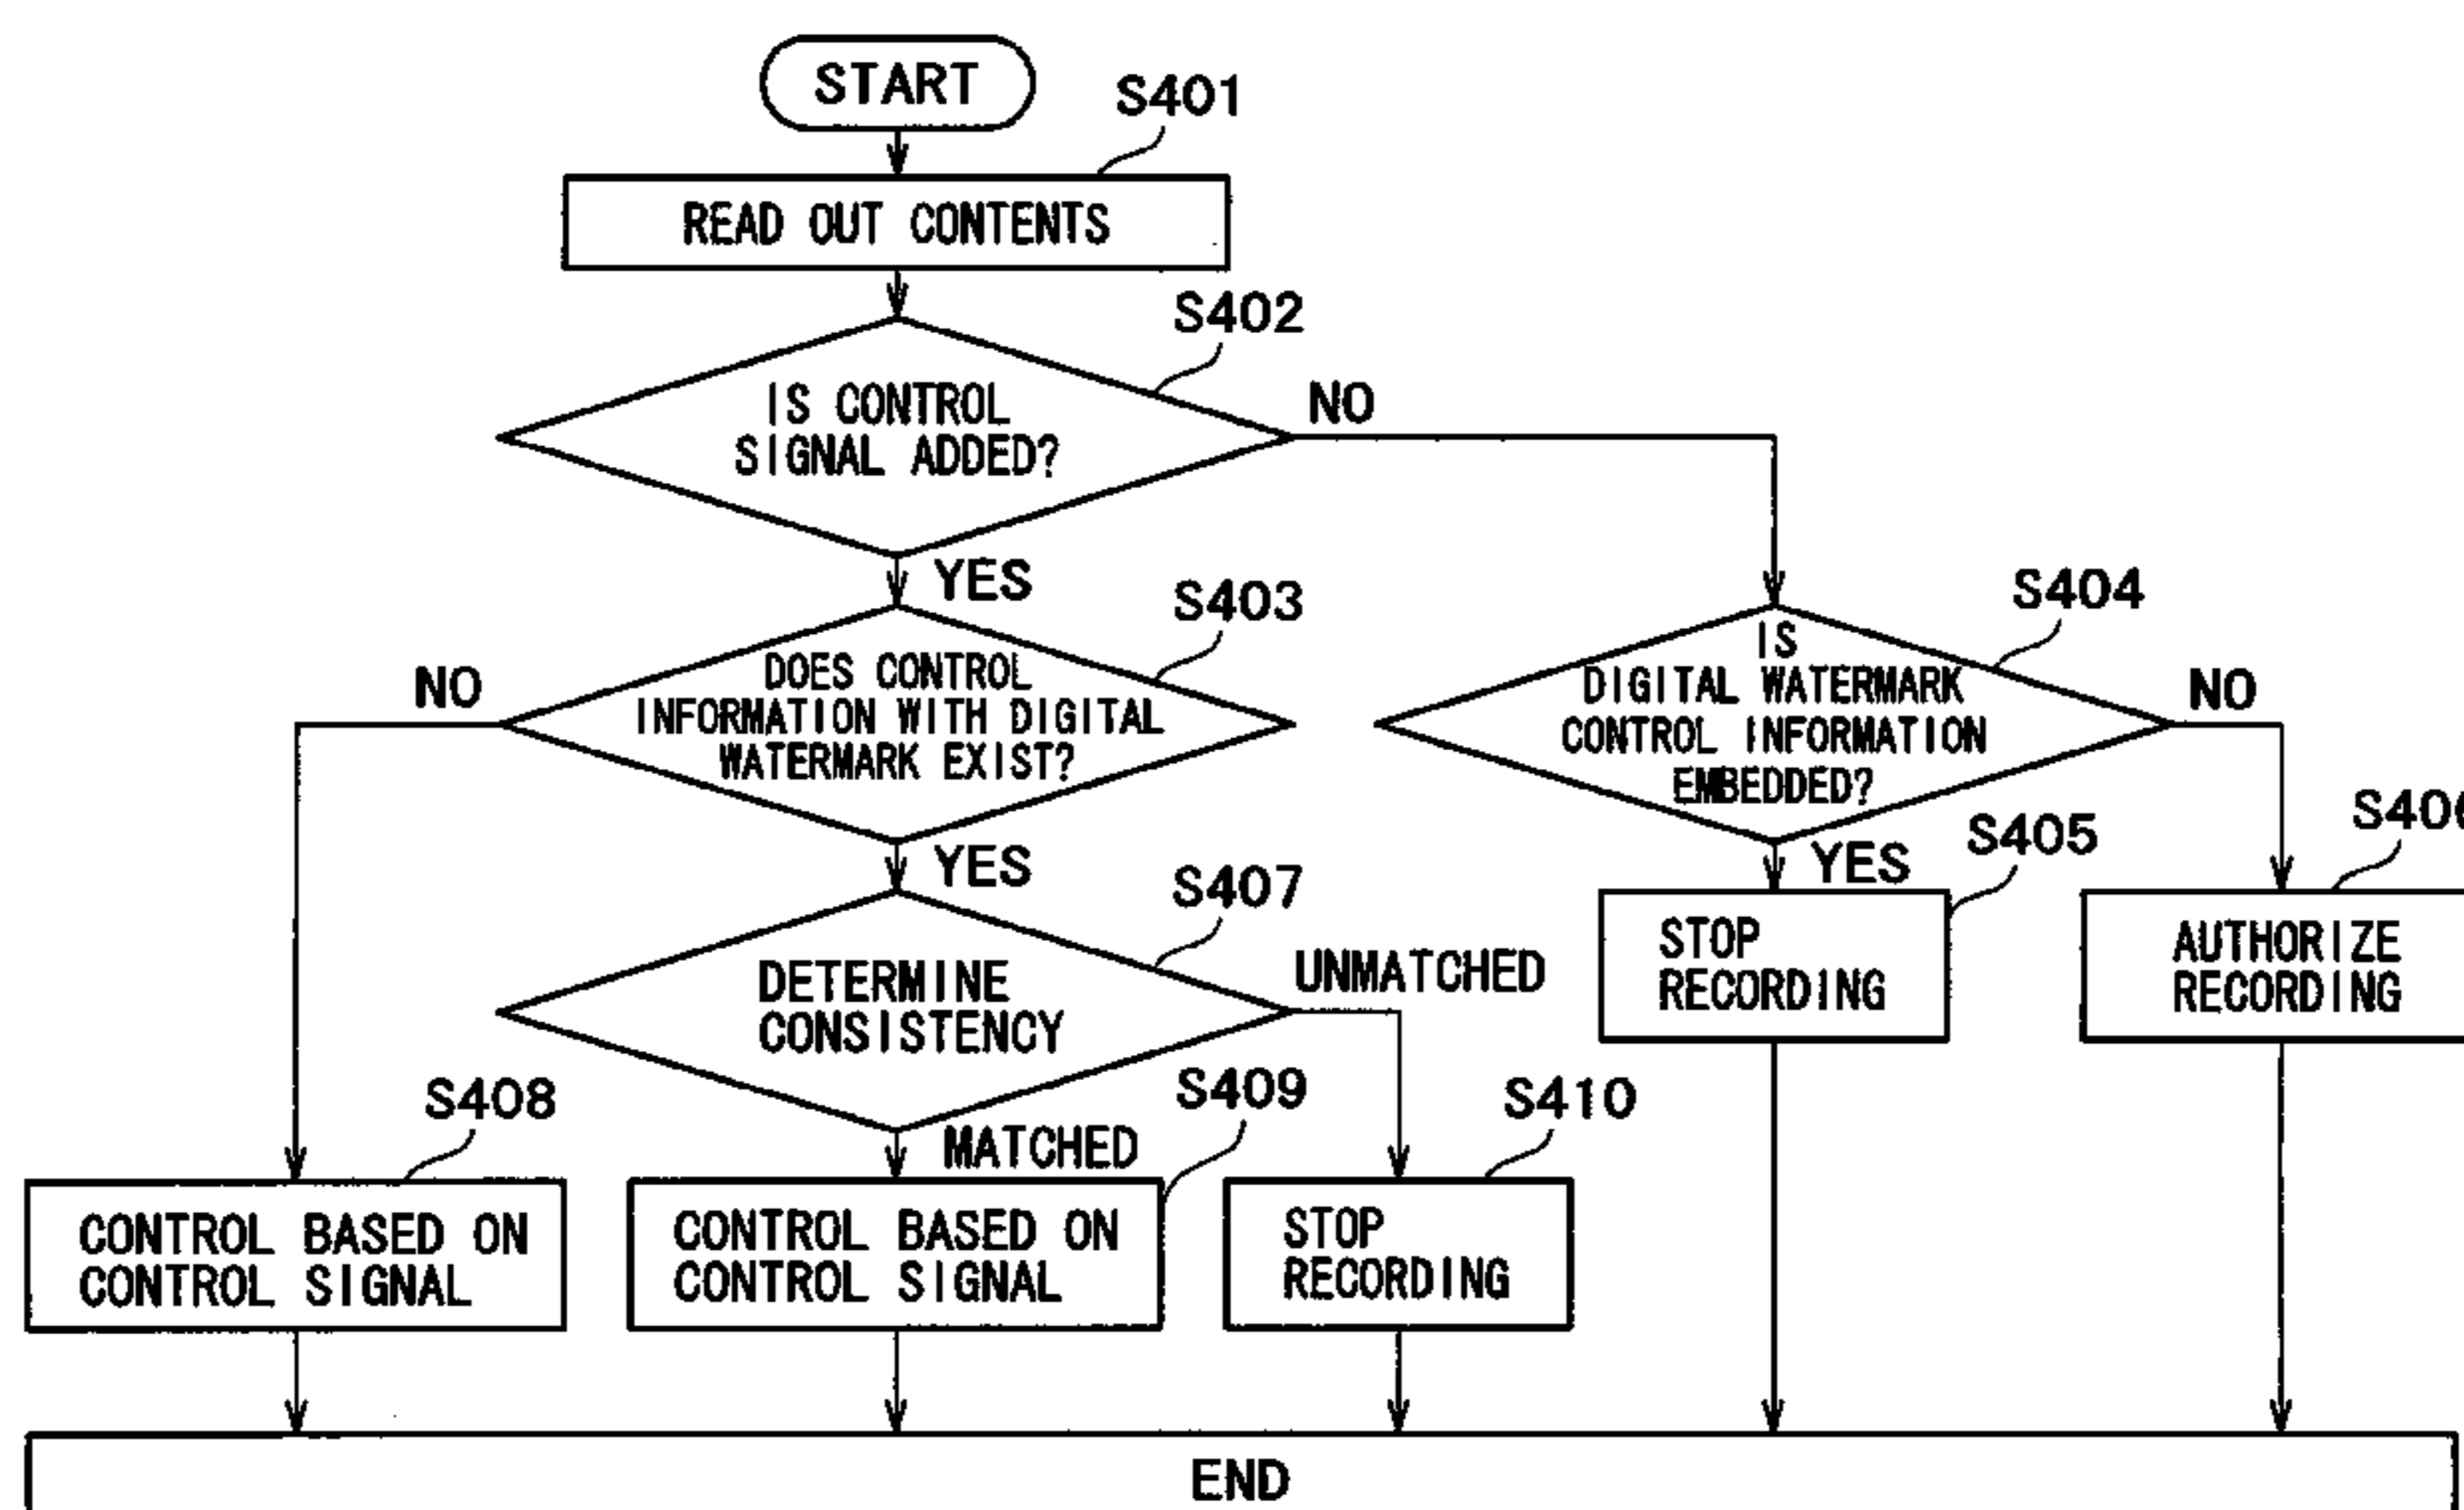 START
S401
READ OUT CONTENTS
S402
IS CONTROL
SIGNAL ADDED?
NO
YES
S403
DOES CONTROL
INFORMATION WITH DIGITAL
WATERMARK EXIST?
NO
S404
IS
DIGITAL WATERMARK
CONTROL INFORMATION
EMBEDDED?
NO
YES
S407
DETERMINE
CONSISTENCY
UNMATCHED
YES
S405
STOP
RECORDING
S406
AUTHORIZE
RECORDING
S408
CONTROL BASED ON
CONTROL SIGNAL
MATCHED
S409
CONTROL BASED ON
CONTROL SIGNAL
S410
STOP
RECORDING
END